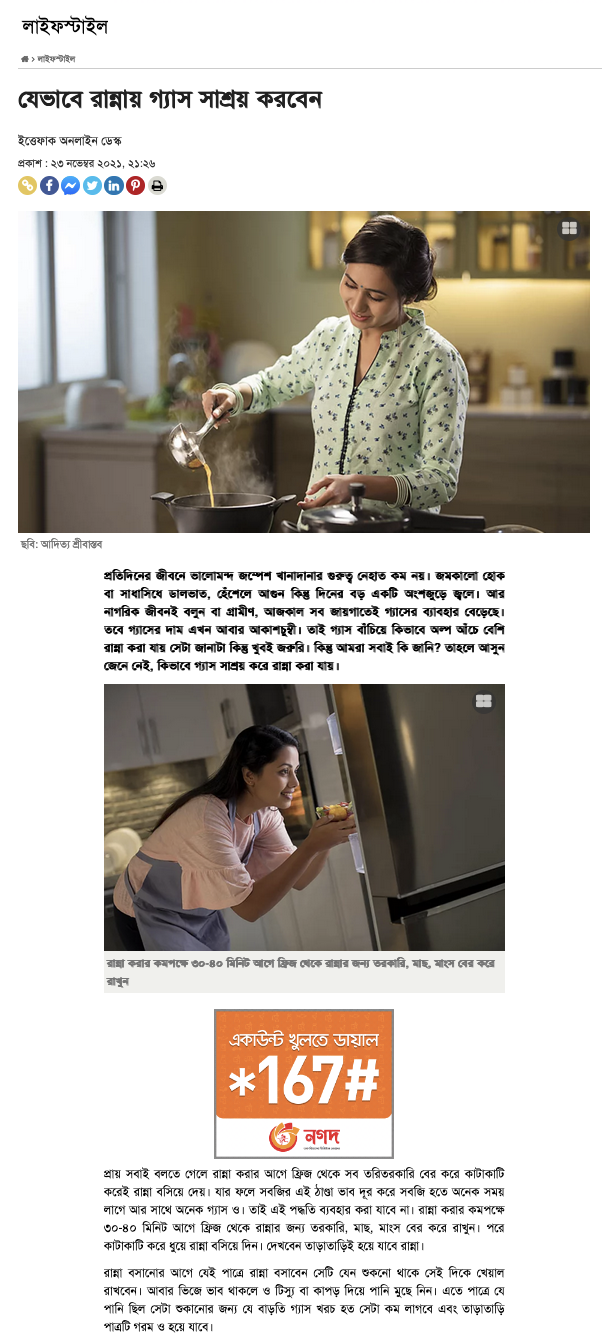 লাইফস্টাইল
› লাইফস্টাইল
যেভাবে রান্নায় গ্যাস সাশ্রয় করবেন
ইত্তেফাক অনলাইন ডেস্ক
প্রকাশ : ২৩ নভেম্বর ২০২১, ২১:২৬
ছবি: আদিত্য শ্রীবাস্তব
প্রতিদিনের জীবনে ভালোমন্দ জম্পেশ খানাদানার গুরুত্ব নেহাত কম নয়। জমকালো হোক
বা সাধাসিধে ডালভাত, হেঁশেলে আগুন কিন্তু দিনের বড় একটি অংশজুড়ে জ্বলে। আর
নাগরিক জীবনই বলুন বা গ্রামীণ, আজকাল সব জায়গাতেই গ্যাসের ব্যাবহার বেড়েছে।
তবে গ্যাসের দাম এখন আবার আকাশচুম্বী। তাই গ্যাস বাঁচিয়ে কিভাবে অল্প আঁচে বেশি
রান্না করা যায় সেটা জানাটা কিন্তু খুবই জরুরি। কিন্তু আমরা সবাই কি জানি? তাহলে আসুন
জেনে নেই, কিভাবে গ্যাস সাশ্রয় করে রান্না করা যায়।
রান্না করার কমপক্ষে ৩০-৪০ মিনিট আগে ফ্রিজ থেকে রান্নার জন্য তরকারি, মাছ, মাংস বের করে
রাখুন
একাউন্ট খুলতে ডায়াল
*167#
নগদ
প্রায় সবাই বলতে গেলে রান্না করার আগে ফ্রিজ থেকে সব তরিতরকারি বের করে কাটাকাটি
করেই রান্না বসিয়ে দেয়। যার ফলে সবজির এই ঠাণ্ডা ভাব দূর করে সবজি হতে অনেক সময়
লাগে আর সাথে অনেক গ্যাস ও। তাই এই পদ্ধতি ব্যবহার করা যাবে না। রান্না করার কমপক্ষে
৩০-৪০ মিনিট আগে ফ্রিজ থেকে রান্নার জন্য তরকারি, মাছ, মাংস বের করে রাখুন। পরে
কাটাকাটি করে ধুয়ে রান্না বসিয়ে দিন। দেখবেন তাড়াতাড়িই হয়ে যাবে রান্না।
রান্না বসানোর আগে যেই পাত্রে রান্না বসাবেন সেটি যেন শুকনো থাকে সেই দিকে খেয়াল
রাখবেন। আবার ভিজে ভাব থাকলে ও টিস্যু বা কাপড় দিয়ে পানি মুছে নিন। এতে পাত্রে যে
পানি ছিল সেটা শুকানোর জন্য যে বাড়তি গ্যাস খরচ হত সেটা কম লাগবে এবং তাড়াতাড়ি
পাত্রটি গরম ও হয়ে যাবে।